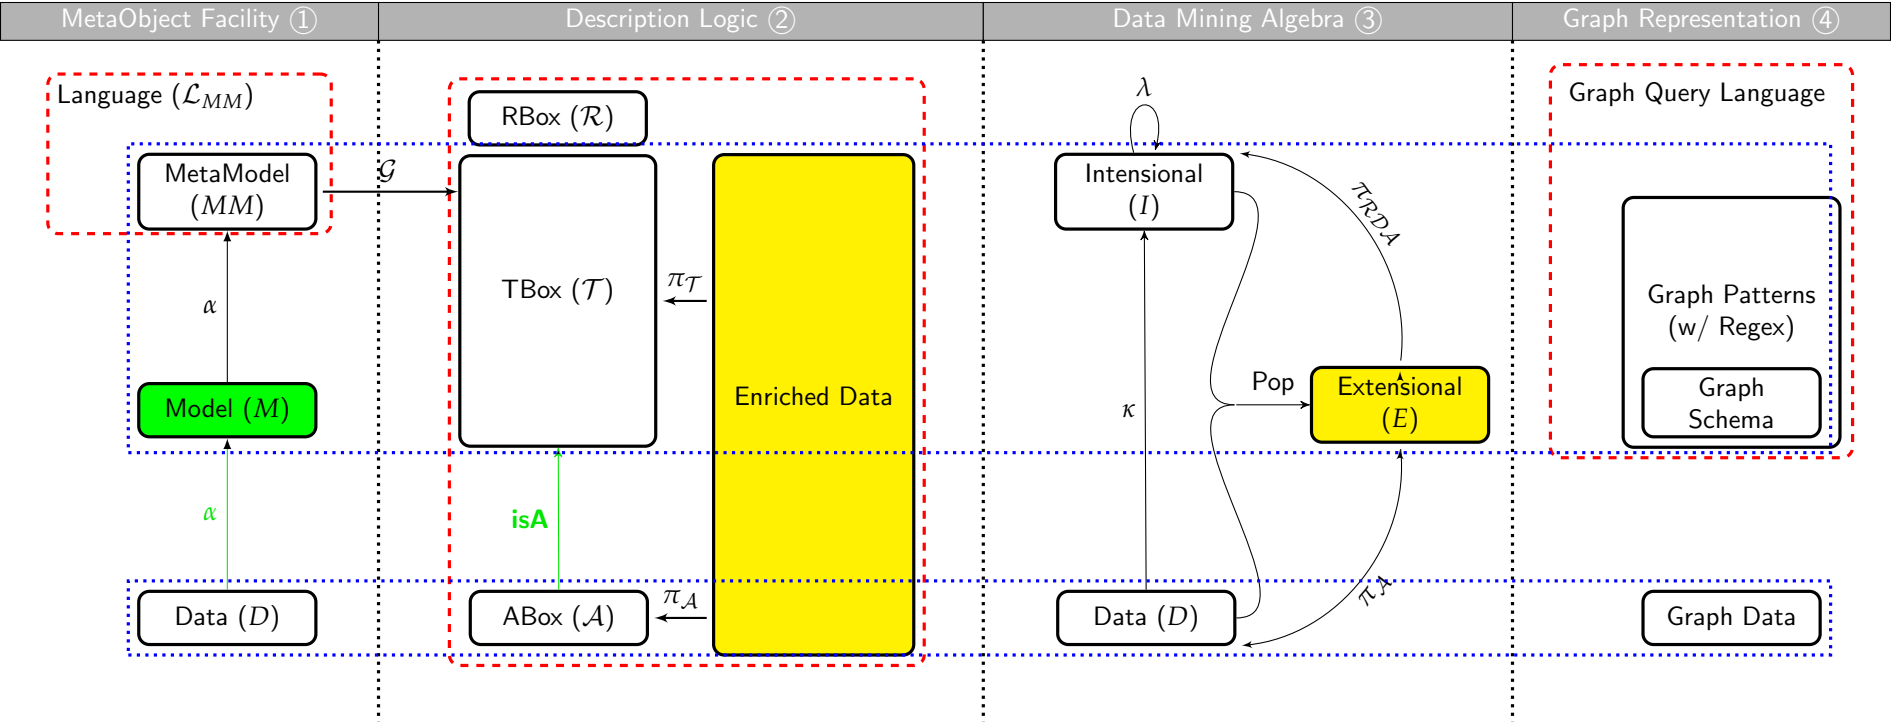 MetaObject Facility ①
Description Logic ②
Data Mining Algebra ③
Graph Representation ④
Language (ℒ_MM)
MetaModel
(MM)
α
Model (M)
α
Data (D)
𝒢
RBox (ℛ)
TBox (𝒯)
isA
ABox (𝒜)
π_𝒯
π_𝒜
Enriched Data
λ
Intensional
(I)
κ
Data (D)
Pop
Extensional
(E)
π_ℛ𝒟𝒜
π_𝒜
Graph Query Language
Graph Patterns
(w/ Regex)
Graph
Schema
Graph Data